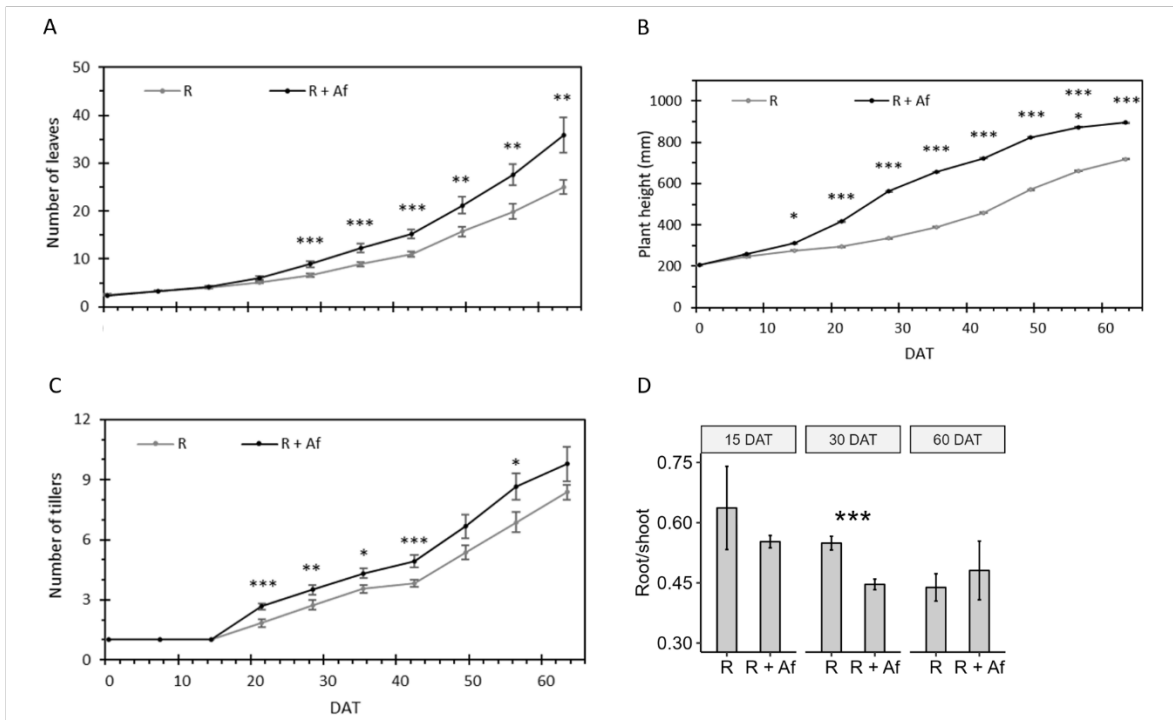 A
R
R + Af
Number of leaves
50
40
30
20
10
0
***
***
***
**
**
**
B
R
R + Af
Plant height (mm)
1000
800
600
400
200
0
*
***
***
***
***
***
***
*
***
0
10
20
30
40
50
60
DAT
C
R
R + Af
Number of tillers
12
9
6
3
0
***
**
*
***
*
0
10
20
30
40
50
60
DAT
D
15 DAT
30 DAT
60 DAT
Root/shoot
0.75
0.60
0.45
0.30
***
R
R + Af
R
R + Af
R
R + Af